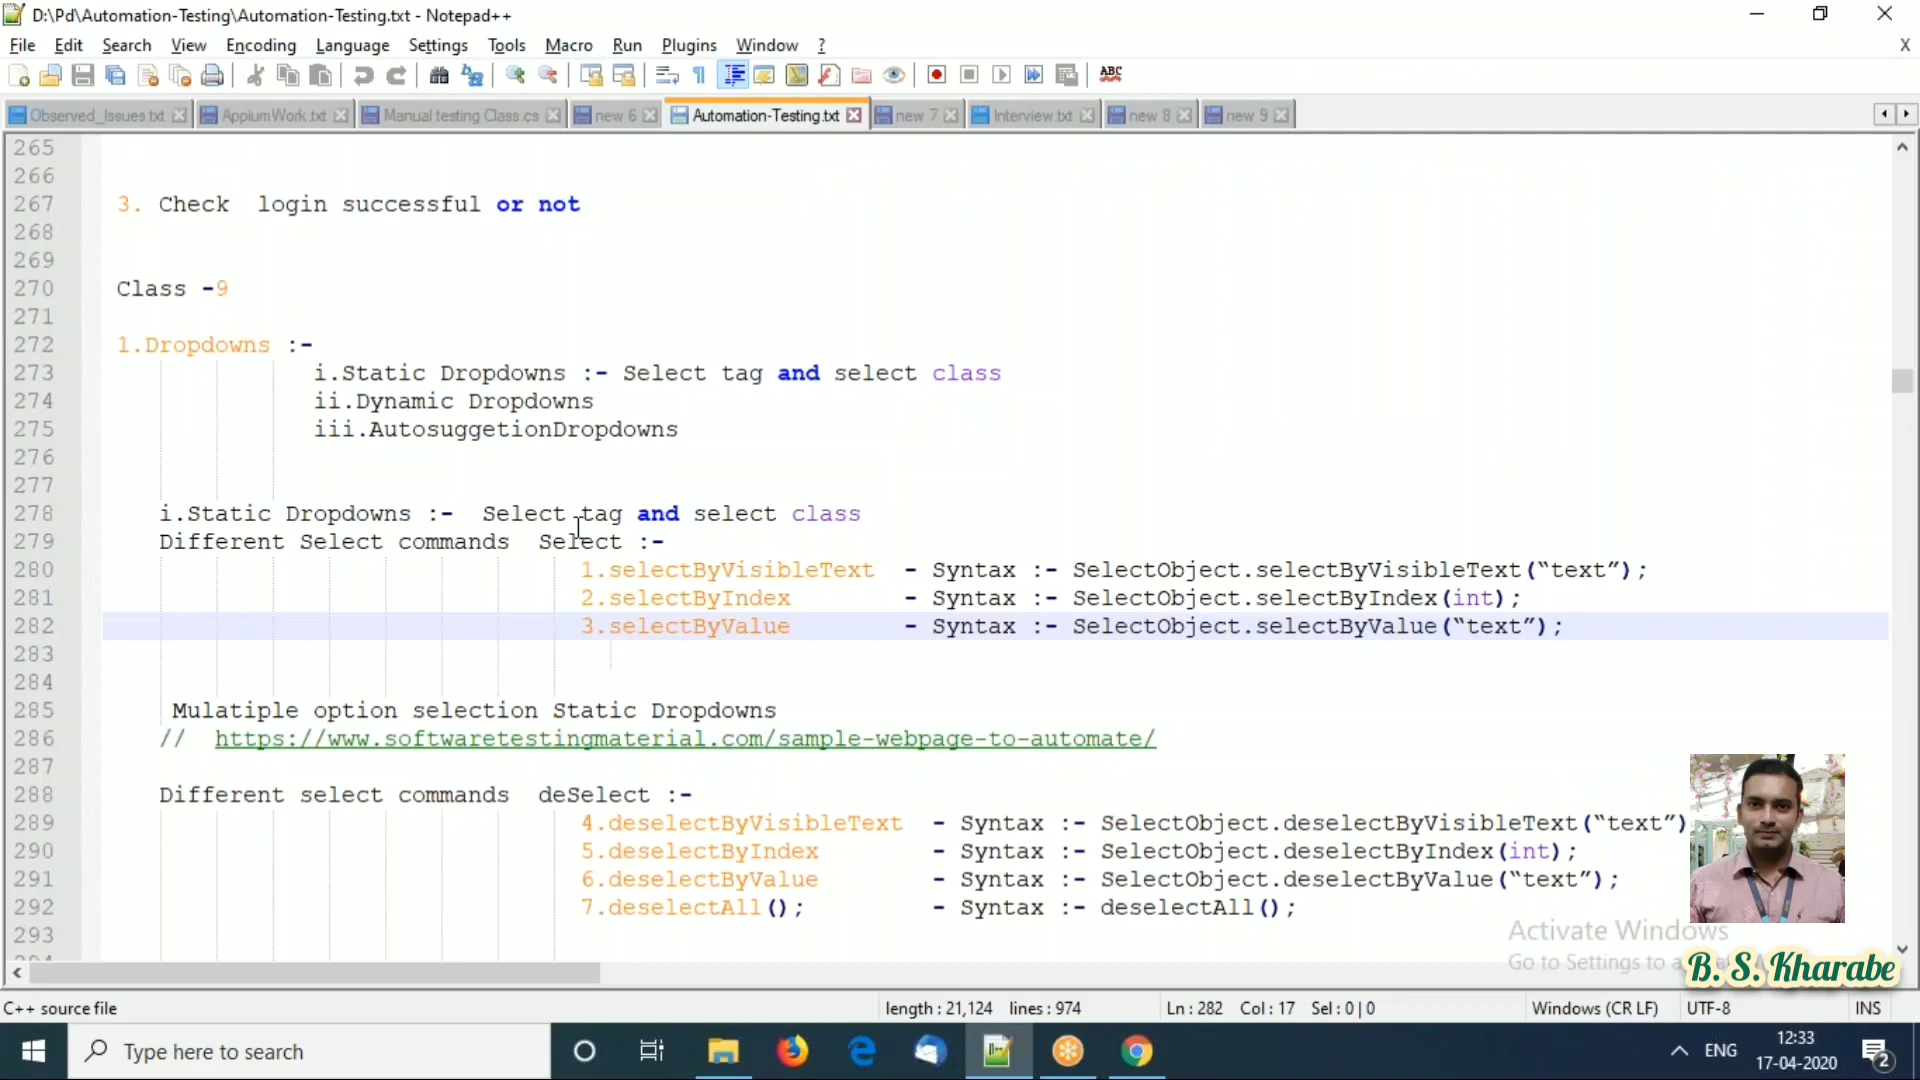 D:\Pd\Automation-Testing\Automation-Testing.txt - Notepad++
File Edit Search View Encoding Language Settings Tools Macro Run Plugins Window ?
X
ABC
Observed_Issues.txt AppiumWork.txt Manual testing Class.cs new 6 Automation-Testing.txt new 7 Interview.txt new 8 new 9
265
266
267 3. Check  login successful or not
268
269
270 Class -9
271
272 1.Dropdowns :-
273 i.Static Dropdowns :- Select tag and select class
274 ii.Dynamic Dropdowns
275 iii.AutosuggetionDropdowns
276
277
278 i.Static Dropdowns :-  Select tag and select class
279 Different Select commands  Select :-
280 1.selectByVisibleText  - Syntax :- SelectObject.selectByVisibleText(“text”);
281 2.selectByIndex - Syntax :- SelectObject.selectByIndex(int);
282 3.selectByValue - Syntax :- SelectObject.selectByValue(“text”);
283
284
285 Mulatiple option selection Static Dropdowns
286 //  https://www.softwaretestingmaterial.com/sample-webpage-to-automate/
287
288 Different select commands  deSelect :-
289 4.deselectByVisibleText  - Syntax :- SelectObject.deselectByVisibleText(“text”)
290 5.deselectByIndex - Syntax :- SelectObject.deselectByIndex(int);
291 6.deselectByValue - Syntax :- SelectObject.deselectByValue(“text”);
292 7.deselectAll(); - Syntax :- deselectAll();
293
Activate Windows
Go to Settings to a
B. S. Kharabe
C++ source file length : 21,124 lines : 974 Ln : 282 Col : 17 Sel : 0 | 0 Windows (CR LF) UTF-8 INS
Type here to search
ENG
12:33
17-04-2020
2